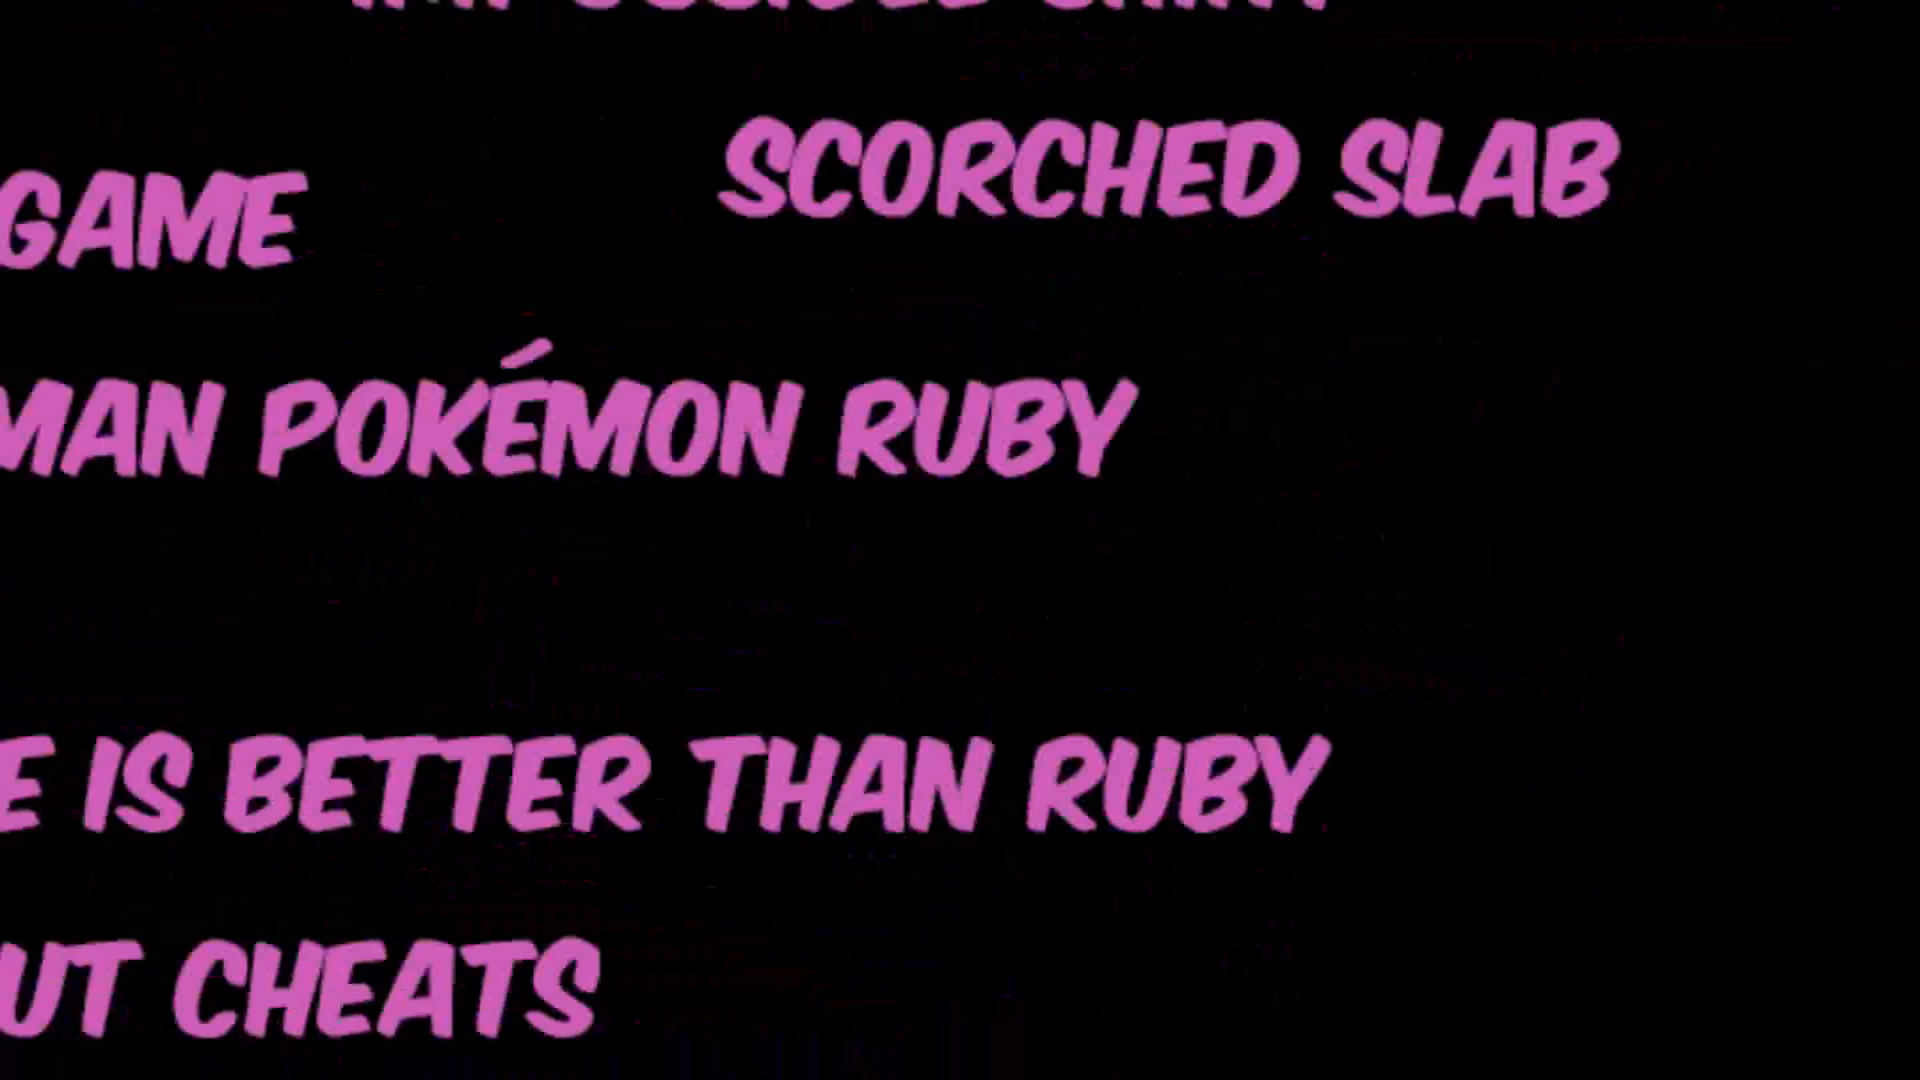 SCORCHED SLAB
GAME
MAN POKÉMON RUBY
E IS BETTER THAN RUBY
UT CHEATS